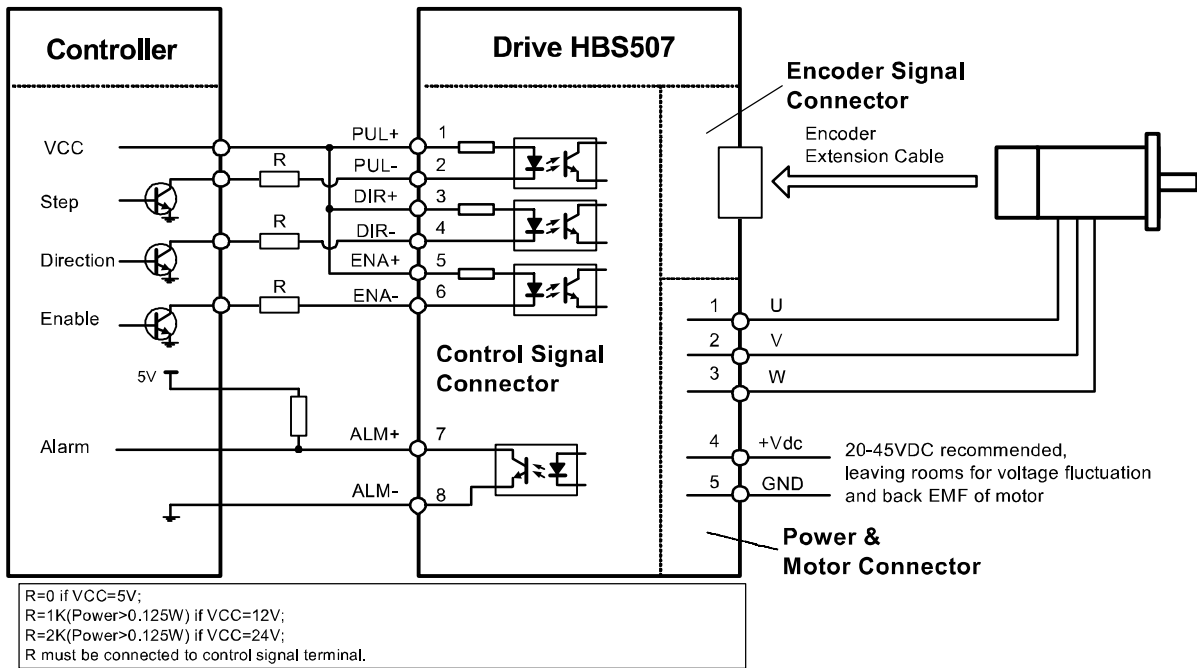 Controller
Drive HBS507
Encoder Signal
Connector
Encoder
Extension Cable
VCC
R
PUL+
1
PUL-
2
Step
R
DIR+
3
DIR-
4
Direction
R
ENA+
5
ENA-
6
Enable
Control Signal
Connector
5V
Alarm
ALM+
7
ALM-
8
1
U
2
V
3
W
4
+Vdc
5
GND
20-45VDC recommended,
leaving rooms for voltage fluctuation
and back EMF of motor
Power &
Motor Connector
R=0 if VCC=5V;
R=1K(Power>0.125W) if VCC=12V;
R=2K(Power>0.125W) if VCC=24V;
R must be connected to control signal terminal.